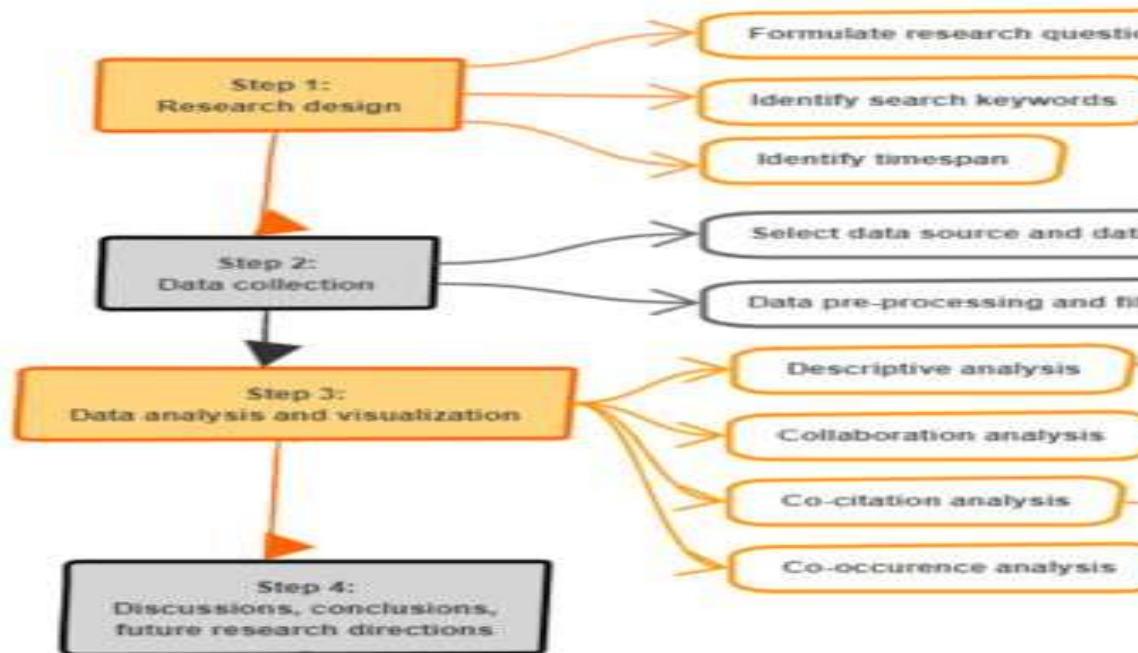 Step 1:
Research design
Formulate research questi
Identify search keywords
Identify timespan
Step 2:
Data collection
Select data source and dat
Data pre-processing and fil
Step 3:
Data analysis and visualization
Descriptive analysis
Collaboration analysis
Co-citation analysis
Co-occurence analysis
Step 4:
Discussions, conclusions,
future research directions